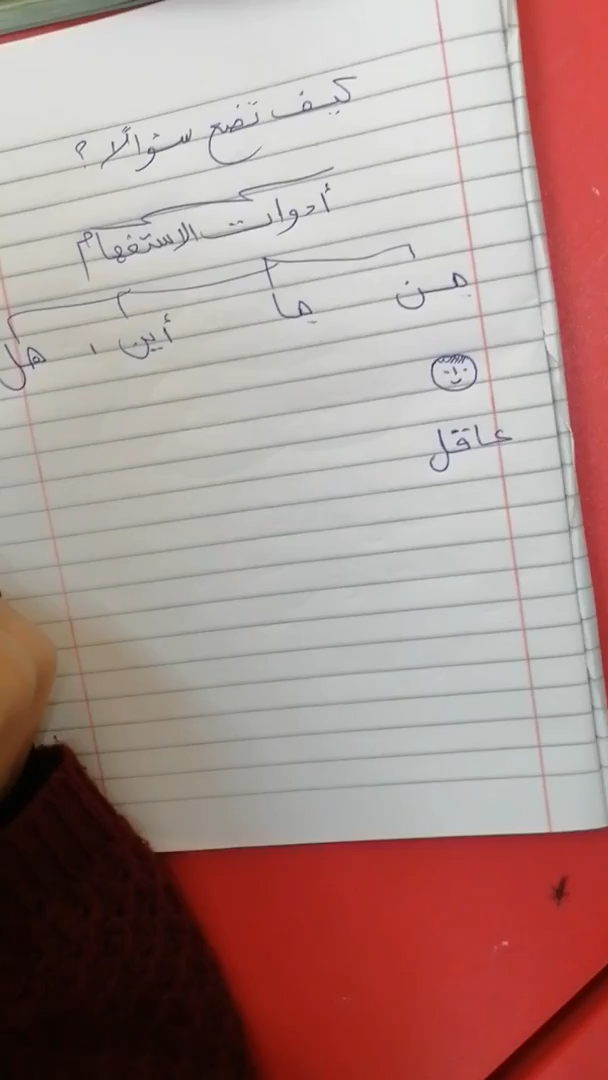 كيف تضع سؤالًا ؟
أدوات الاستفهام
من ما أين ، هل
عاقل